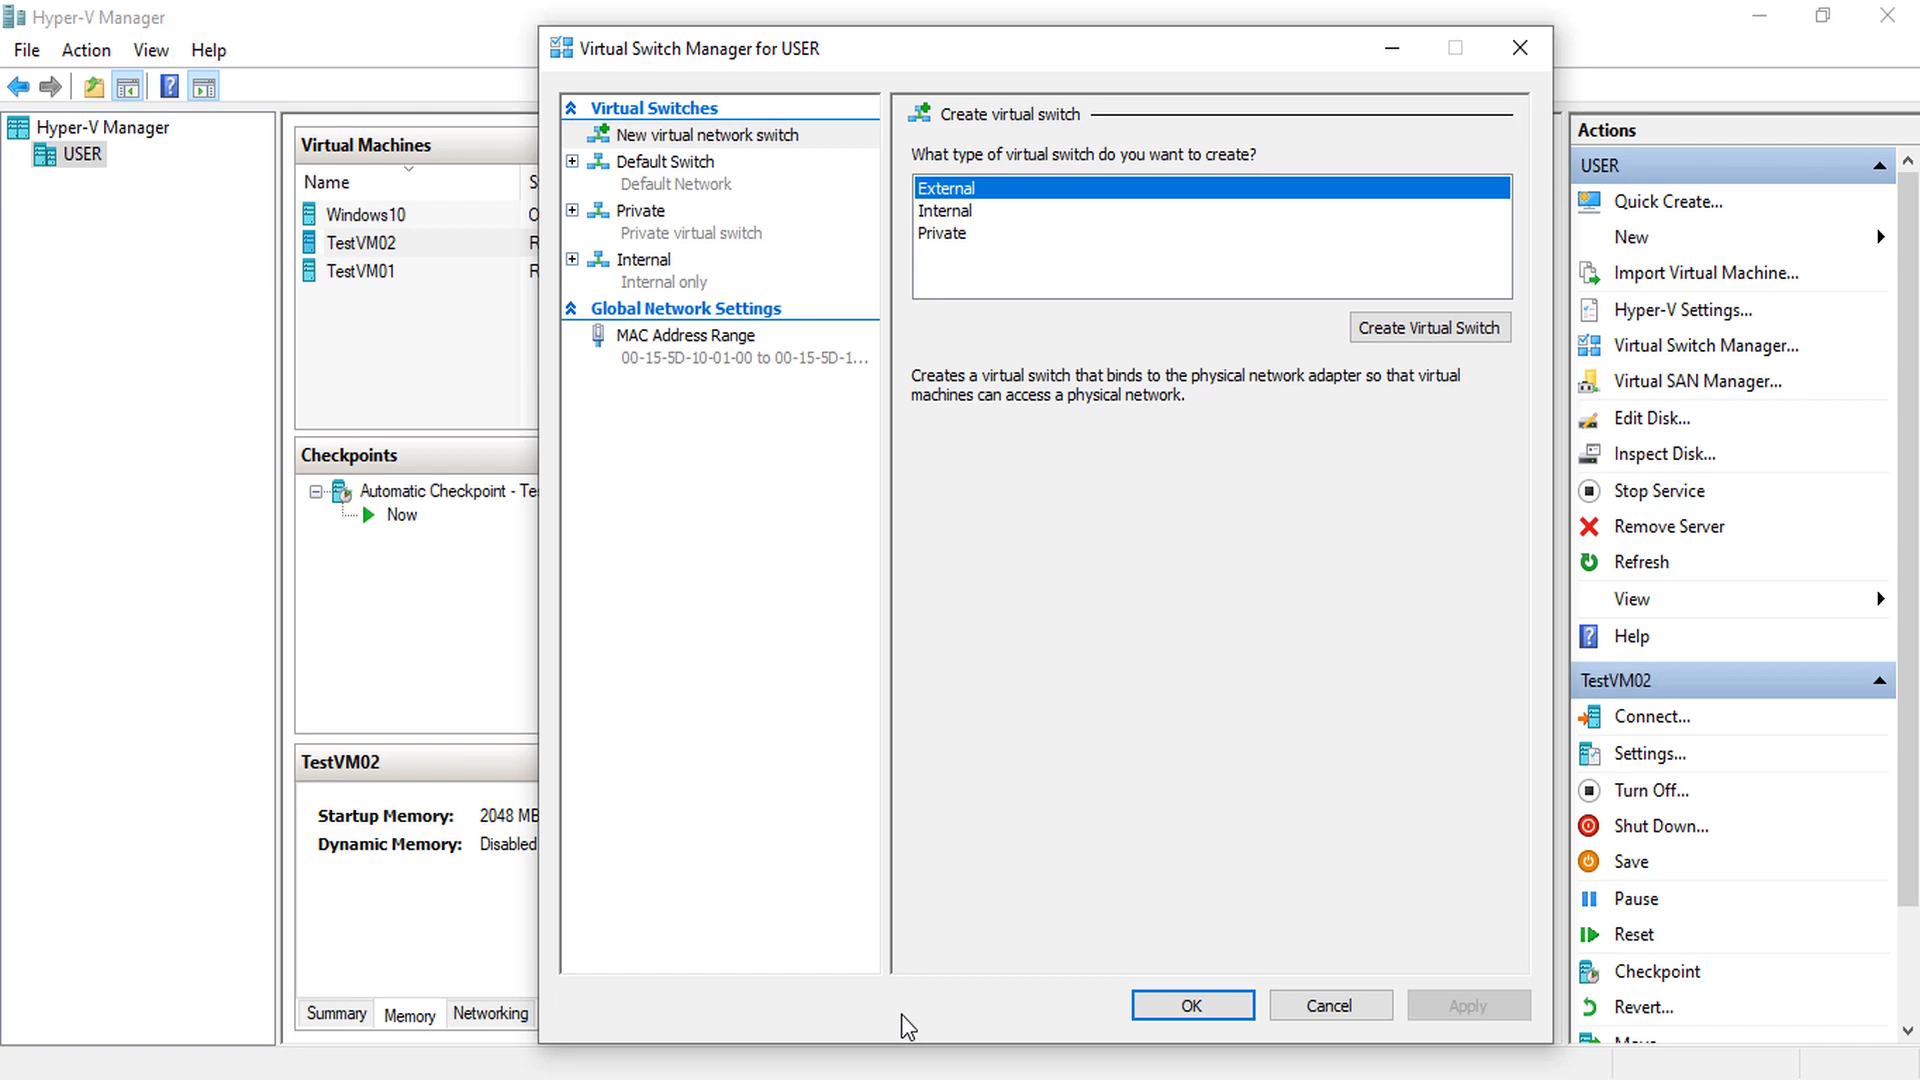 Hyper-V Manager
File Action View Help
Hyper-V Manager
USER
Virtual Machines
Name
Windows10
TestVM02
TestVM01
Checkpoints
Automatic Checkpoint - Te
Now
TestVM02
Startup Memory: 2048 MB
Dynamic Memory: Disabled
Summary Memory Networking
Virtual Switch Manager for USER
Virtual Switches
New virtual network switch
Default Switch
Default Network
Private
Private virtual switch
Internal
Internal only
Global Network Settings
MAC Address Range
00-15-5D-10-01-00 to 00-15-5D-1...
Create virtual switch
What type of virtual switch do you want to create?
External
Internal
Private
Create Virtual Switch
Creates a virtual switch that binds to the physical network adapter so that virtual
machines can access a physical network.
OK Cancel Apply
Actions
USER
Quick Create...
New
Import Virtual Machine...
Hyper-V Settings...
Virtual Switch Manager...
Virtual SAN Manager...
Edit Disk...
Inspect Disk...
Stop Service
Remove Server
Refresh
View
Help
TestVM02
Connect...
Settings...
Turn Off...
Shut Down...
Save
Pause
Reset
Checkpoint
Revert...